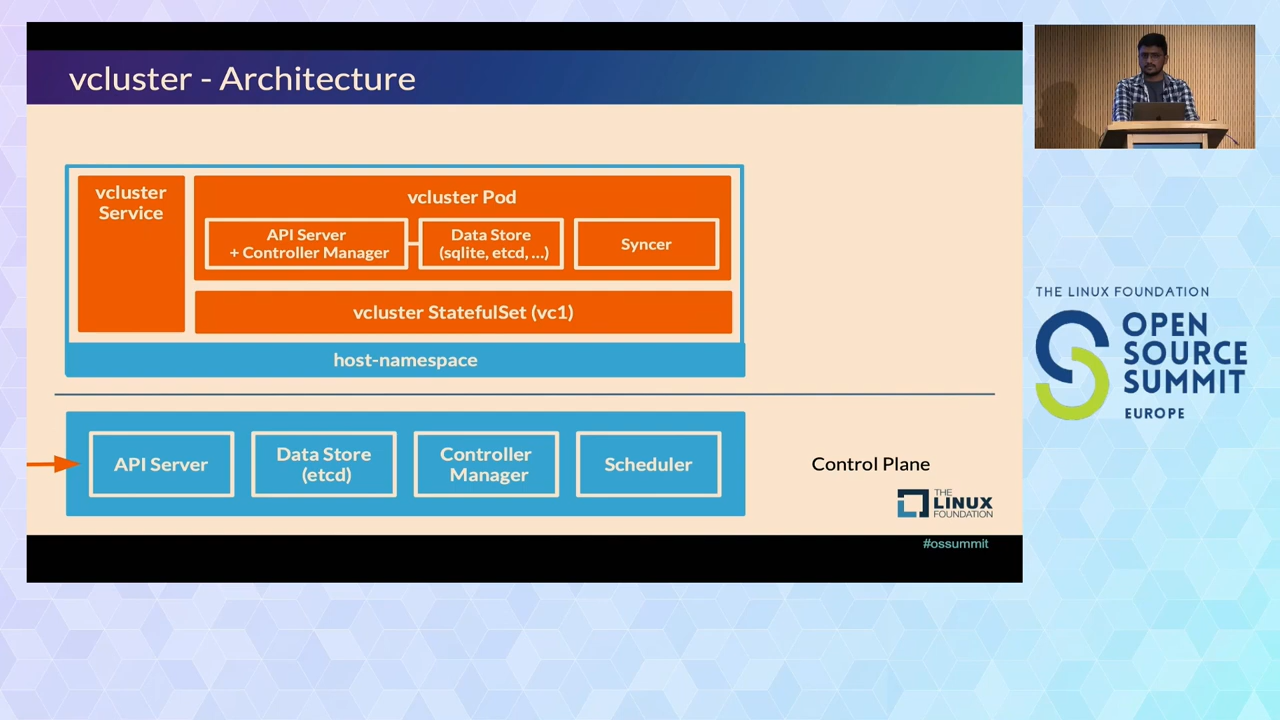 vcluster - Architecture
vcluster
Service
vcluster Pod
API Server
+ Controller Manager
Data Store
(sqlite, etcd, ...)
Syncer
vcluster StatefulSet (vc1)
host-namespace
API Server
Data Store
(etcd)
Controller
Manager
Scheduler
Control Plane
THE
LINUX
FOUNDATION
#ossummit
THE LINUX FOUNDATION
OPEN
SOURCE
SUMMIT
EUROPE